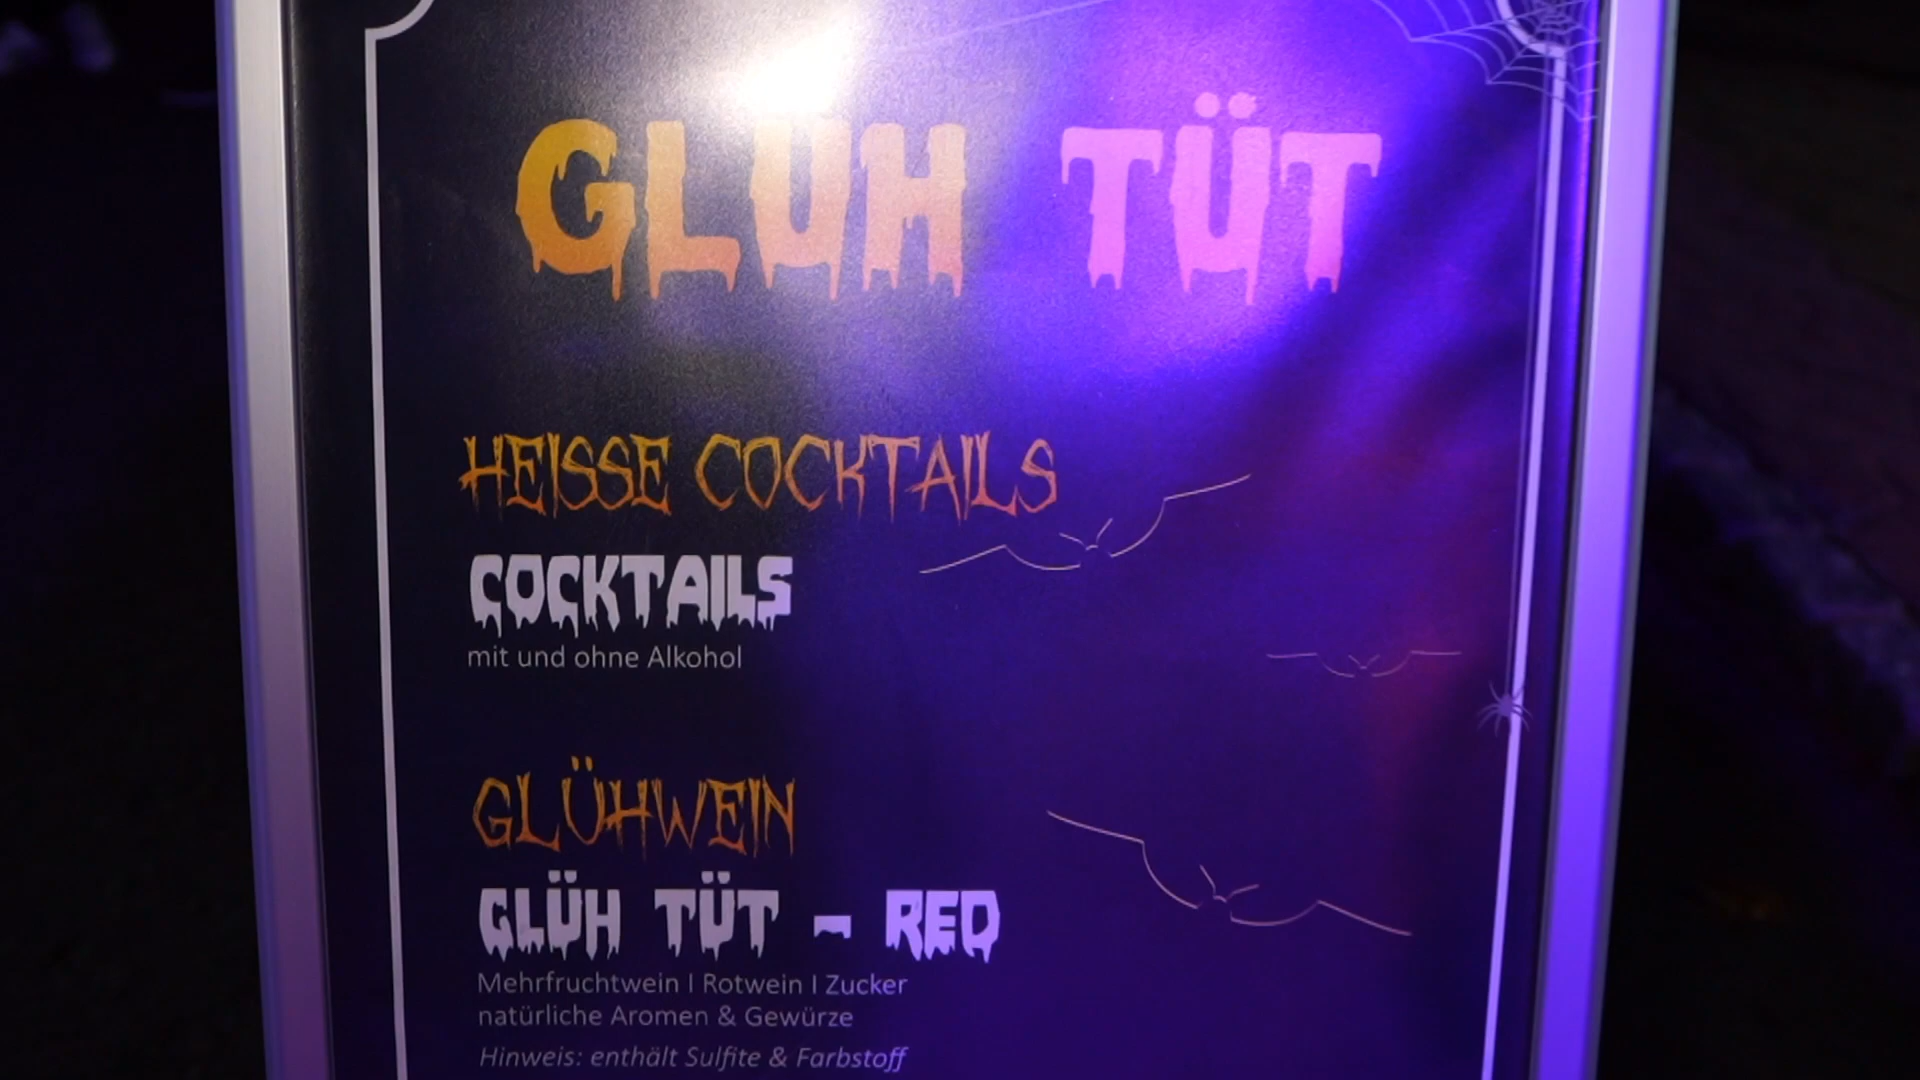 GLÜH TÜT
HEISSE COCKTAILS
COCKTAILS
mit und ohne Alkohol
GLÜHWEIN
GLÜH TÜT - RED
Mehrfruchtwein | Rotwein | Zucker
natürliche Aromen & Gewürze
Hinweis: enthält Sulfite & Farbstoff